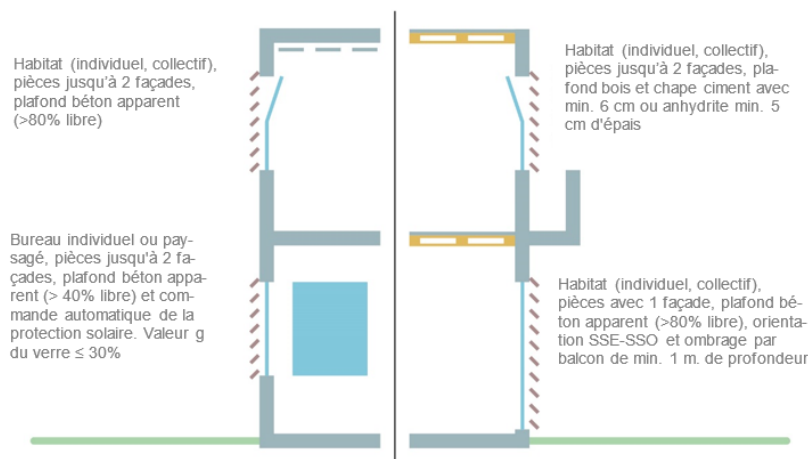 Habitat (individuel, collectif),
pièces jusqu'à 2 façades,
plafond béton apparent
(>80% libre)
Habitat (individuel, collectif),
pièces jusqu'à 2 façades, pla-
fond bois et chape ciment avec
min. 6 cm ou anhydrite min. 5
cm d'épais
Bureau individuel ou pay-
sagé, pièces jusqu'à 2 fa-
çades, plafond béton appa-
rent (> 40% libre) et com-
mande automatique de la
protection solaire. Valeur g
du verre ≤ 30%
Habitat (individuel, collectif),
pièces avec 1 façade, plafond bé-
ton apparent (>80% libre), orienta-
tion SSE-SSO et ombrage par
balcon de min. 1 m. de profondeur